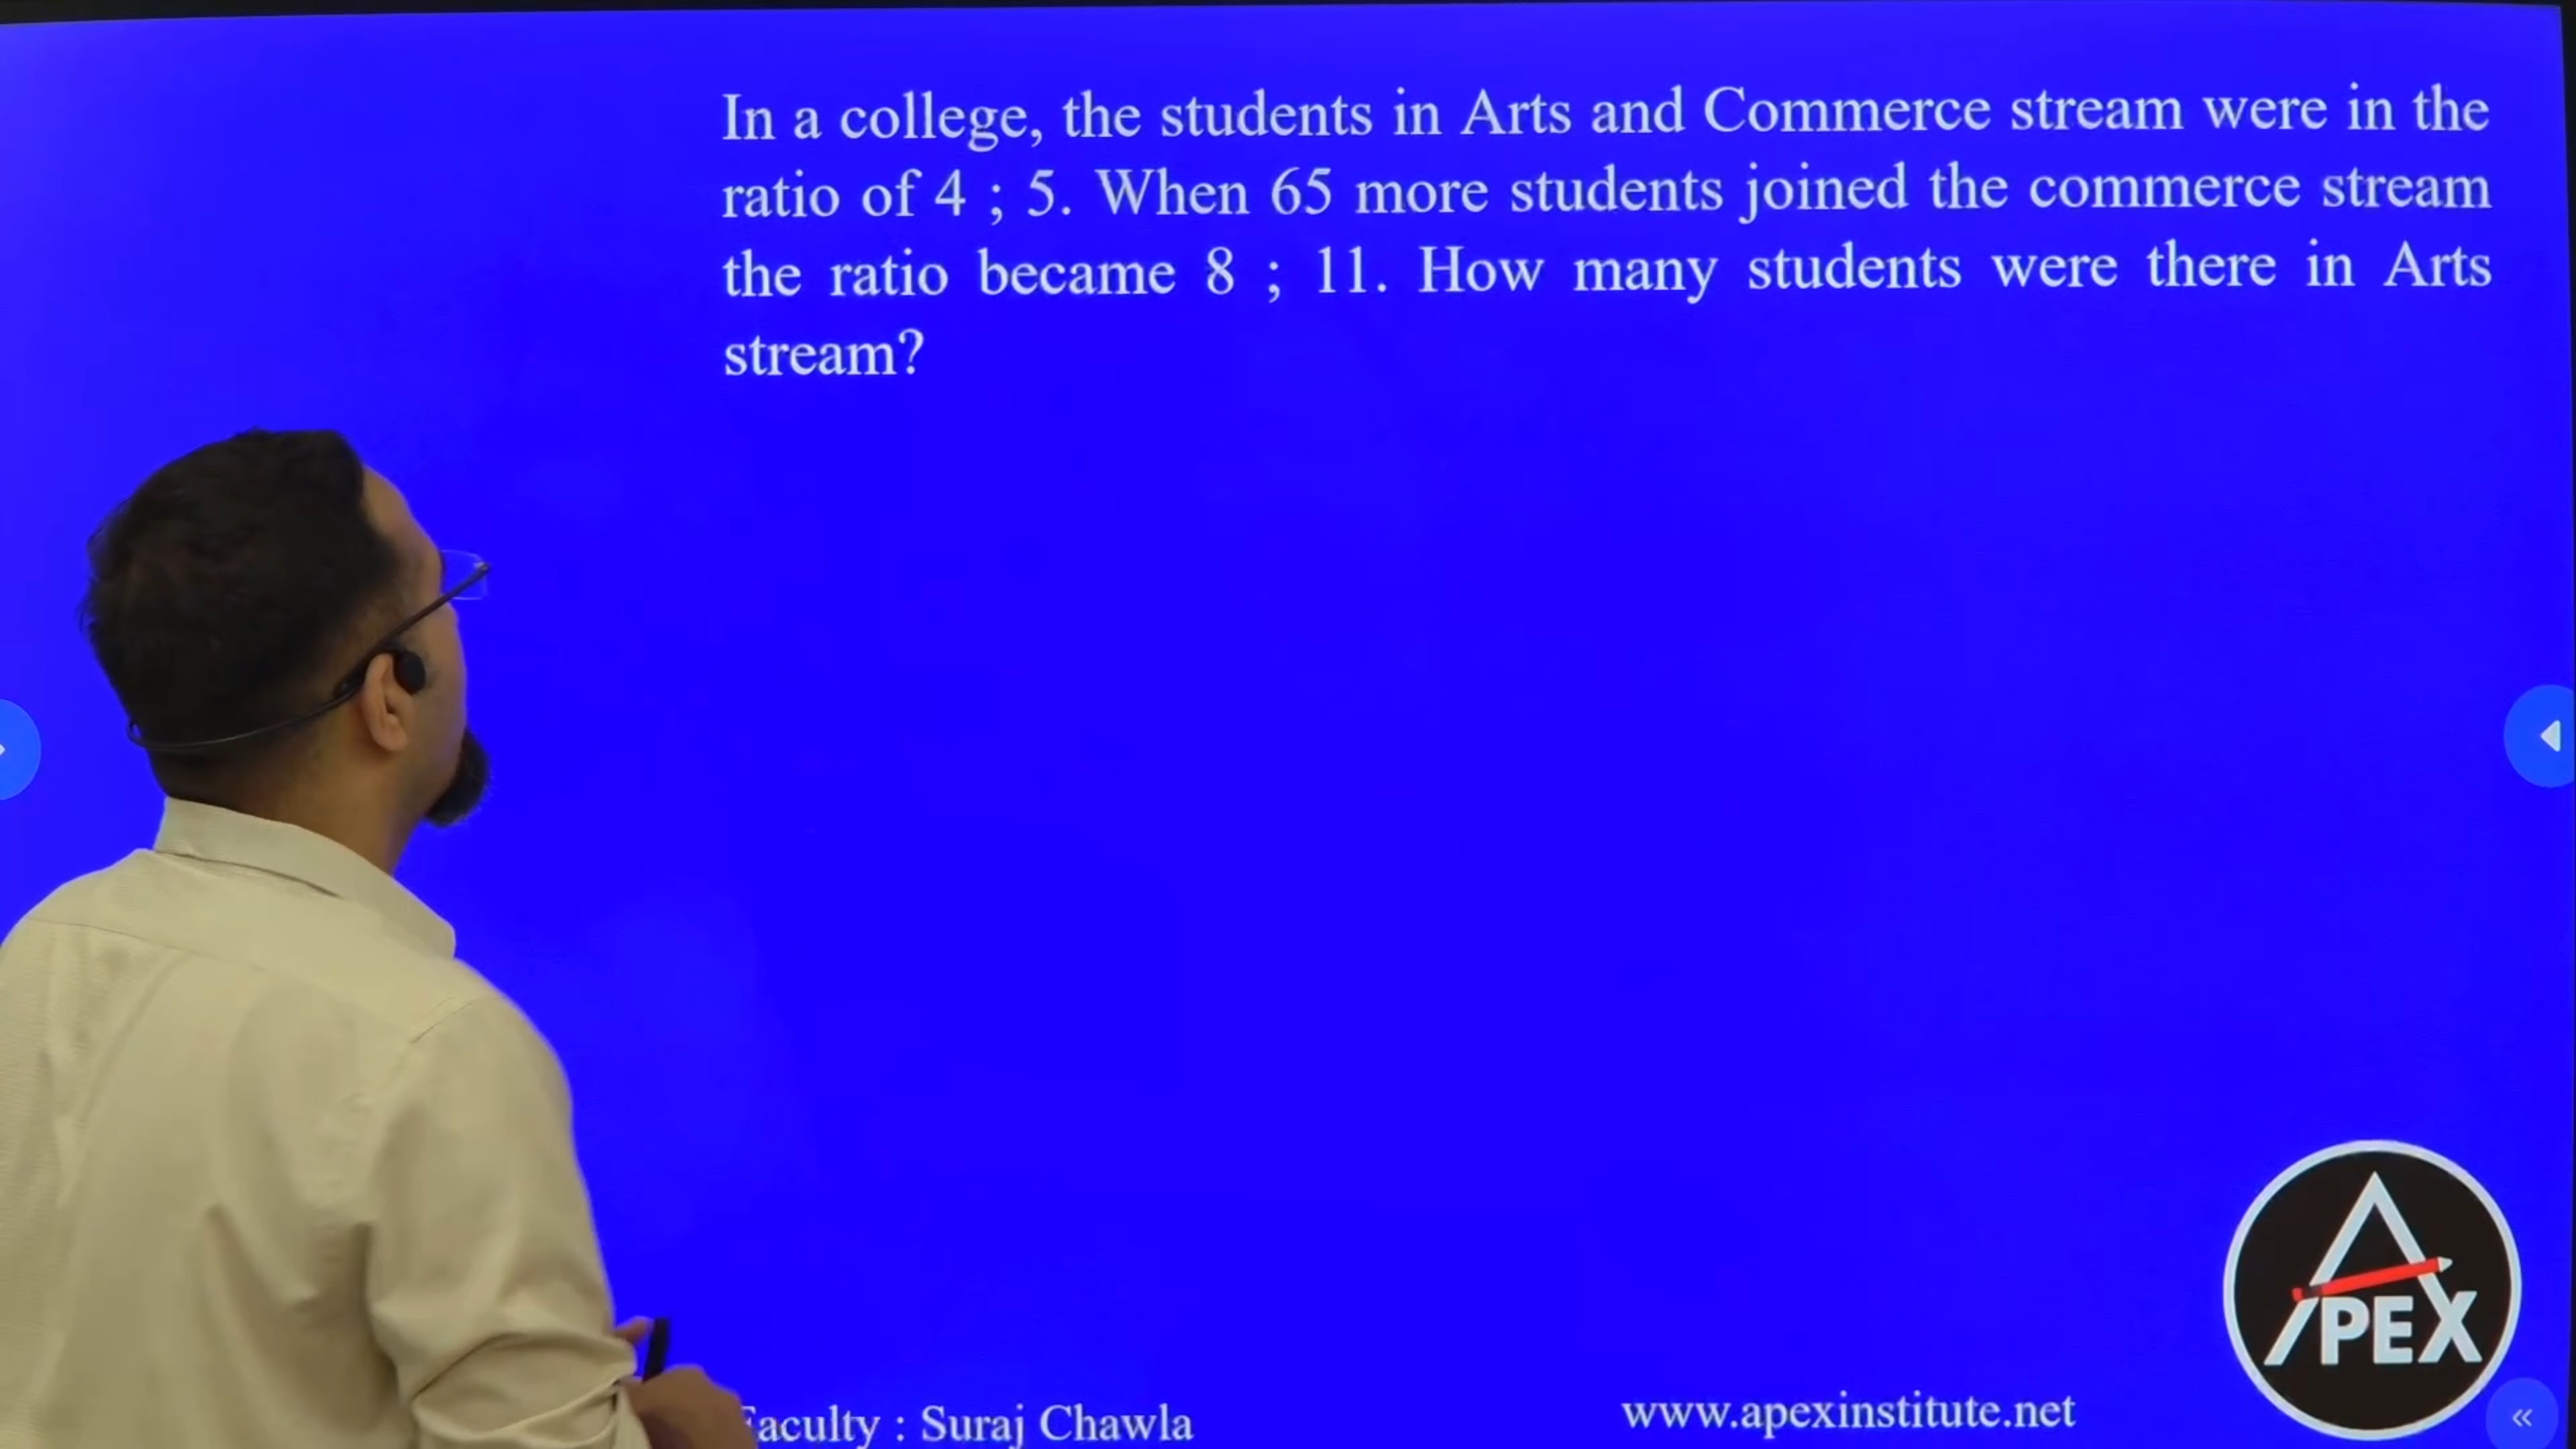 In a college, the students in Arts and Commerce stream were in the
ratio of 4 ; 5. When 65 more students joined the commerce stream
the ratio became 8 ; 11. How many students were there in Arts
stream?
APEX
Faculty : Suraj Chawla
www.apexinstitute.net